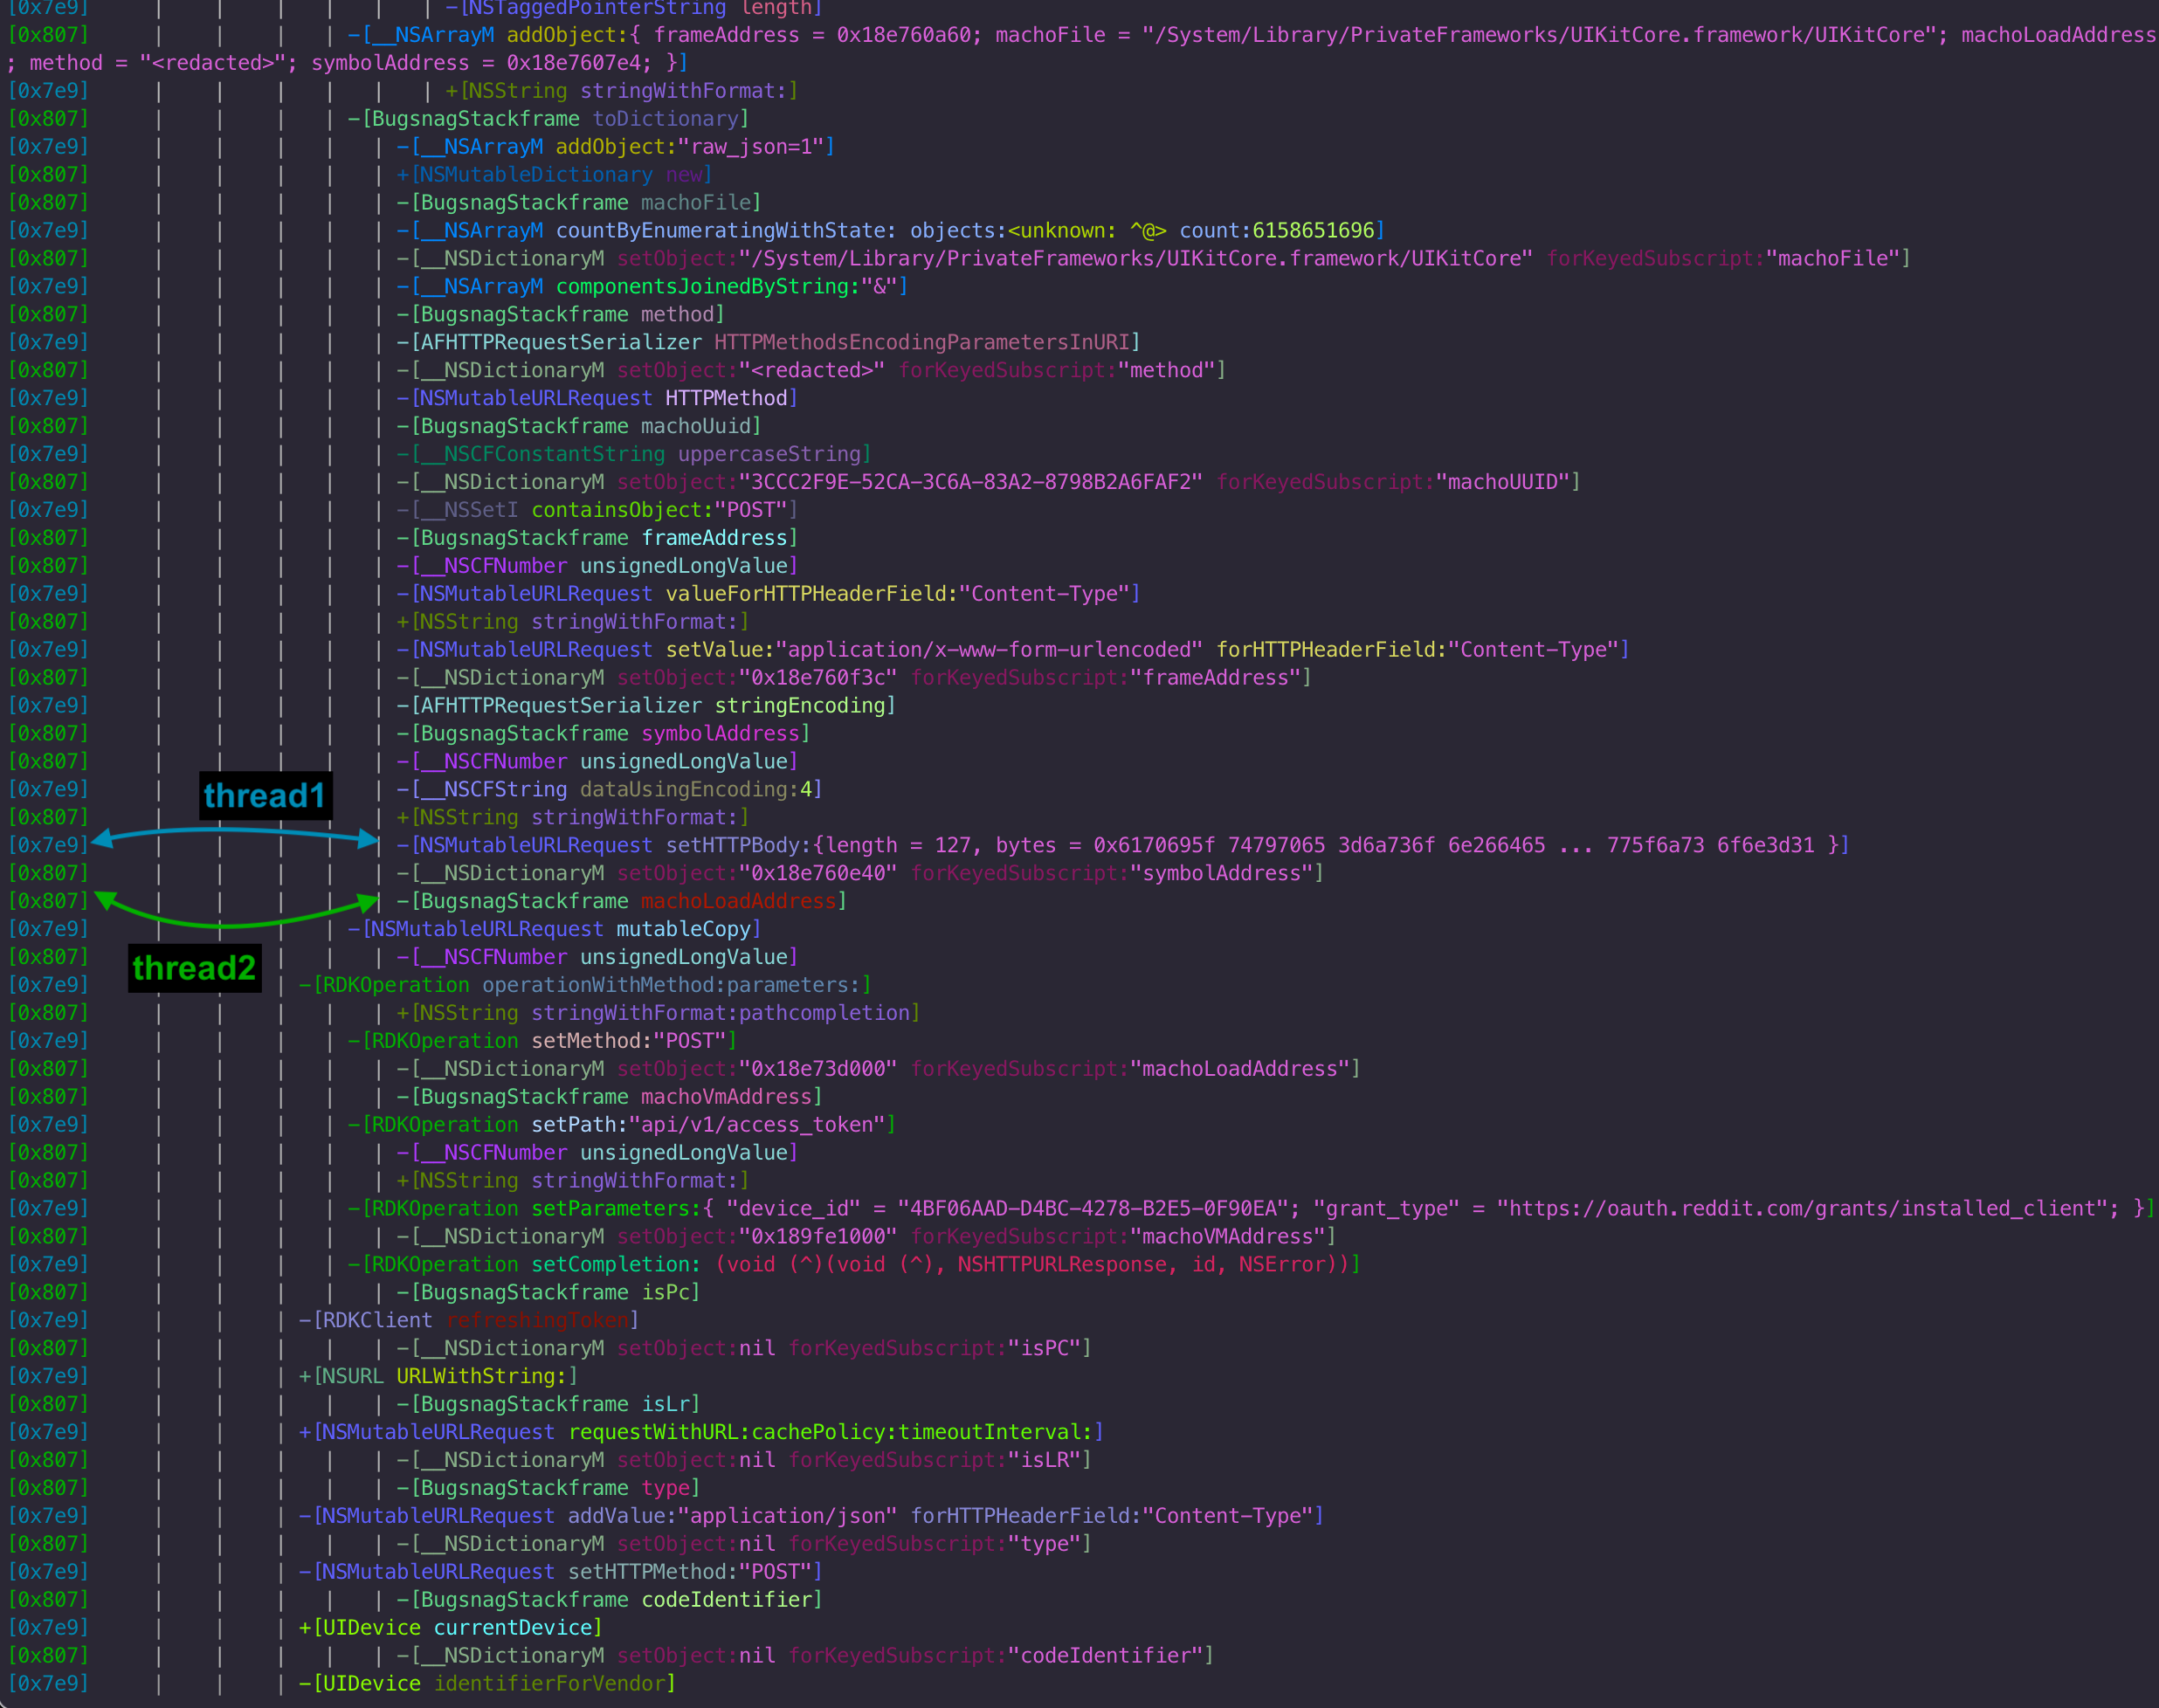 [0x7e9] | | | | | | -[NSTaggedPointerString length]
[0x807] | | | | -[__NSArrayM addObject:{ frameAddress = 0x18e760a60; machoFile = "/System/Library/PrivateFrameworks/UIKitCore.framework/UIKitCore"; machoLoadAddress
; method = "<redacted>"; symbolAddress = 0x18e7607e4; }]
[0x7e9] | | | | | | +[NSString stringWithFormat:]
[0x807] | | | | -[BugsnagStackframe toDictionary]
[0x7e9] | | | | | -[__NSArrayM addObject:"raw_json=1"]
[0x807] | | | | | +[NSMutableDictionary new]
[0x807] | | | | | -[BugsnagStackframe machoFile]
[0x7e9] | | | | | -[__NSArrayM countByEnumeratingWithState: objects:<unknown: ^@> count:6158651696]
[0x807] | | | | | -[__NSDictionaryM setObject:"/System/Library/PrivateFrameworks/UIKitCore.framework/UIKitCore" forKeyedSubscript:"machoFile"]
[0x7e9] | | | | | -[__NSArrayM componentsJoinedByString:"&"]
[0x807] | | | | | -[BugsnagStackframe method]
[0x7e9] | | | | | -[AFHTTPRequestSerializer HTTPMethodsEncodingParametersInURI]
[0x807] | | | | | -[__NSDictionaryM setObject:"<redacted>" forKeyedSubscript:"method"]
[0x7e9] | | | | | -[NSMutableURLRequest HTTPMethod]
[0x807] | | | | | -[BugsnagStackframe machoUuid]
[0x7e9] | | | | | -[__NSCFConstantString uppercaseString]
[0x807] | | | | | -[__NSDictionaryM setObject:"3CCC2F9E-52CA-3C6A-83A2-8798B2A6FAF2" forKeyedSubscript:"machoUUID"]
[0x7e9] | | | | | -[__NSSetI containsObject:"POST"]
[0x807] | | | | | -[BugsnagStackframe frameAddress]
[0x807] | | | | | -[__NSCFNumber unsignedLongValue]
[0x7e9] | | | | | -[NSMutableURLRequest valueForHTTPHeaderField:"Content-Type"]
[0x807] | | | | | +[NSString stringWithFormat:]
[0x7e9] | | | | | -[NSMutableURLRequest setValue:"application/x-www-form-urlencoded" forHTTPHeaderField:"Content-Type"]
[0x807] | | | | | -[__NSDictionaryM setObject:"0x18e760f3c" forKeyedSubscript:"frameAddress"]
[0x7e9] | | | | | -[AFHTTPRequestSerializer stringEncoding]
[0x807] | | | | | -[BugsnagStackframe symbolAddress]
[0x807] | | | | | -[__NSCFNumber unsignedLongValue]
[0x7e9] | | | | | -[__NSCFString dataUsingEncoding:4]
thread1
[0x807] | | | | | +[NSString stringWithFormat:]
[0x7e9] | | | | | -[NSMutableURLRequest setHTTPBody:{length = 127, bytes = 0x6170695f 74797065 3d6a736f 6e266465 ... 775f6a73 6f6e3d31 }]
[0x807] | | | | | -[__NSDictionaryM setObject:"0x18e760e40" forKeyedSubscript:"symbolAddress"]
[0x807] | | | | | -[BugsnagStackframe machoLoadAddress]
[0x7e9] | | | | -[NSMutableURLRequest mutableCopy]
[0x807] | | | | | -[__NSCFNumber unsignedLongValue]
thread2
[0x7e9] | | | -[RDKOperation operationWithMethod:parameters:]
[0x807] | | | | | +[NSString stringWithFormat:pathcompletion]
[0x7e9] | | | | -[RDKOperation setMethod:"POST"]
[0x807] | | | | | -[__NSDictionaryM setObject:"0x18e73d000" forKeyedSubscript:"machoLoadAddress"]
[0x807] | | | | | -[BugsnagStackframe machoVmAddress]
[0x7e9] | | | | -[RDKOperation setPath:"api/v1/access_token"]
[0x807] | | | | | -[__NSCFNumber unsignedLongValue]
[0x807] | | | | | +[NSString stringWithFormat:]
[0x7e9] | | | | -[RDKOperation setParameters:{ "device_id" = "4BF06AAD-D4BC-4278-B2E5-0F90EA"; "grant_type" = "https://oauth.reddit.com/grants/installed_client"; }]
[0x807] | | | | | -[__NSDictionaryM setObject:"0x189fe1000" forKeyedSubscript:"machoVMAddress"]
[0x7e9] | | | | -[RDKOperation setCompletion: (void (^)(void (^), NSHTTPURLResponse, id, NSError))]
[0x807] | | | | | -[BugsnagStackframe isPc]
[0x7e9] | | | -[RDKClient refreshingToken]
[0x807] | | | | | -[__NSDictionaryM setObject:nil forKeyedSubscript:"isPC"]
[0x7e9] | | | +[NSURL URLWithString:]
[0x807] | | | | | -[BugsnagStackframe isLr]
[0x7e9] | | | +[NSMutableURLRequest requestWithURL:cachePolicy:timeoutInterval:]
[0x807] | | | | | -[__NSDictionaryM setObject:nil forKeyedSubscript:"isLR"]
[0x807] | | | | | -[BugsnagStackframe type]
[0x7e9] | | | -[NSMutableURLRequest addValue:"application/json" forHTTPHeaderField:"Content-Type"]
[0x807] | | | | | -[__NSDictionaryM setObject:nil forKeyedSubscript:"type"]
[0x7e9] | | | -[NSMutableURLRequest setHTTPMethod:"POST"]
[0x807] | | | | | -[BugsnagStackframe codeIdentifier]
[0x7e9] | | | +[UIDevice currentDevice]
[0x807] | | | | | -[__NSDictionaryM setObject:nil forKeyedSubscript:"codeIdentifier"]
[0x7e9] | | | -[UIDevice identifierForVendor]